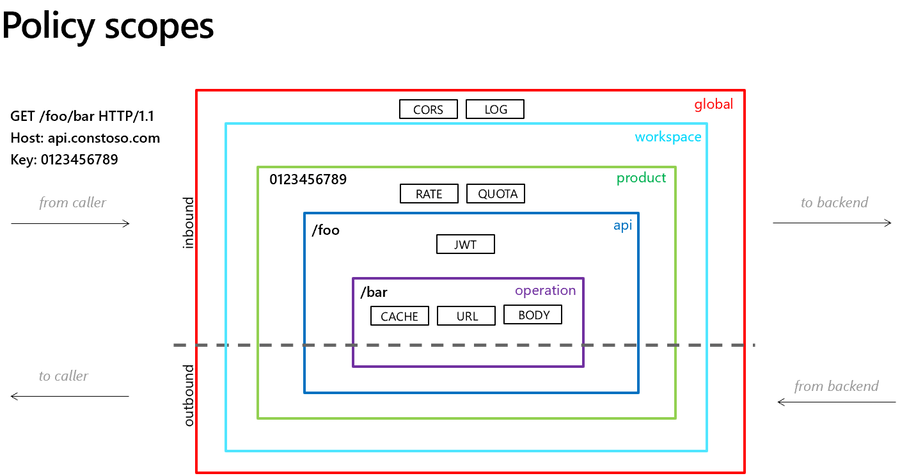 Policy scopes
GET /foo/bar HTTP/1.1
Host: api.constoso.com
Key: 0123456789
from caller
inbound
global
CORS LOG
workspace
0123456789 product
RATE QUOTA
/foo api
JWT
/bar operation
CACHE URL BODY
to backend
to caller
outbound
from backend